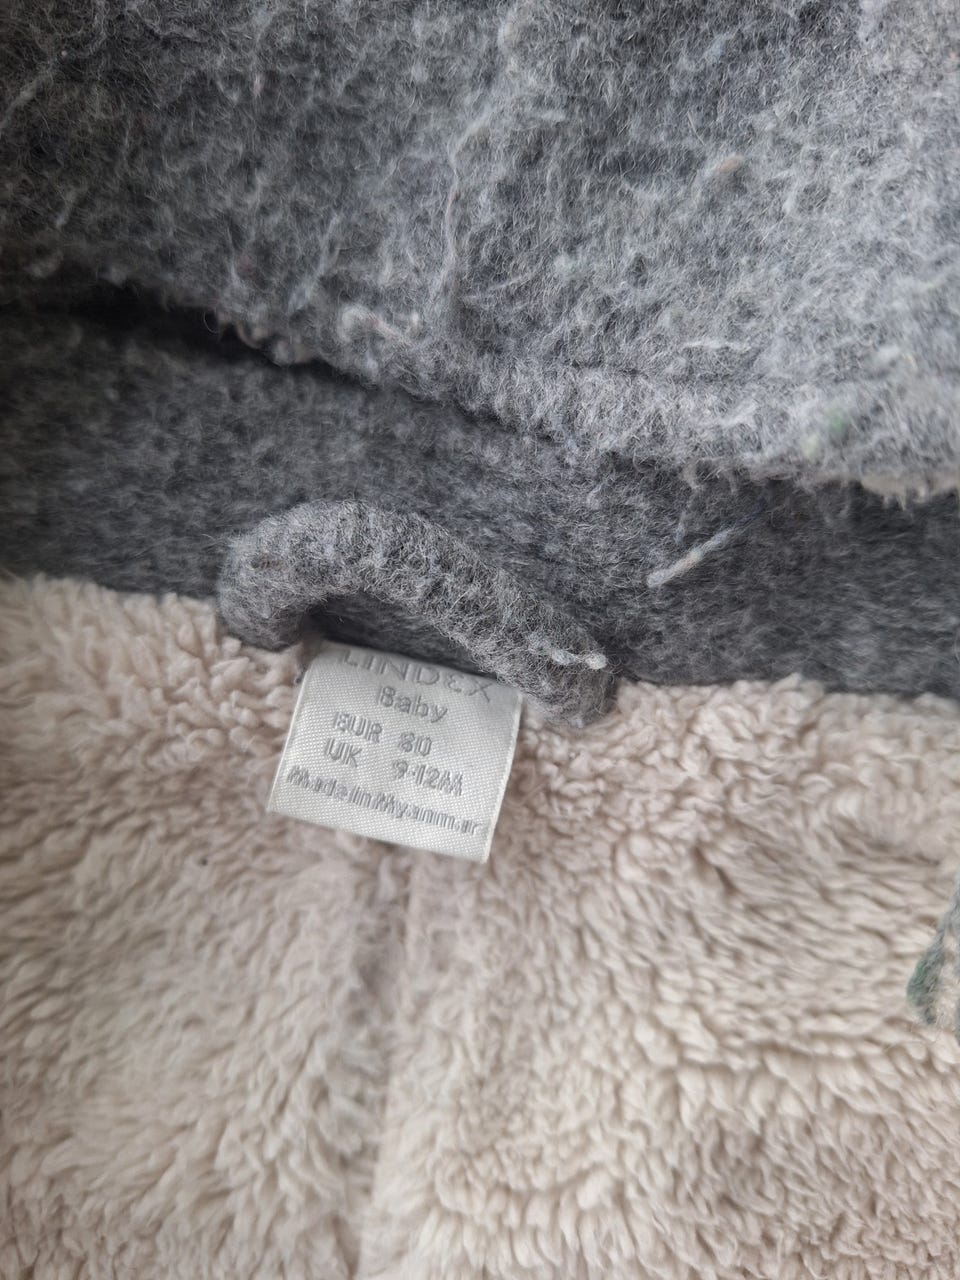 LINDEX
Baby
EUR 80
UK 9-12M
Made in Myanmar